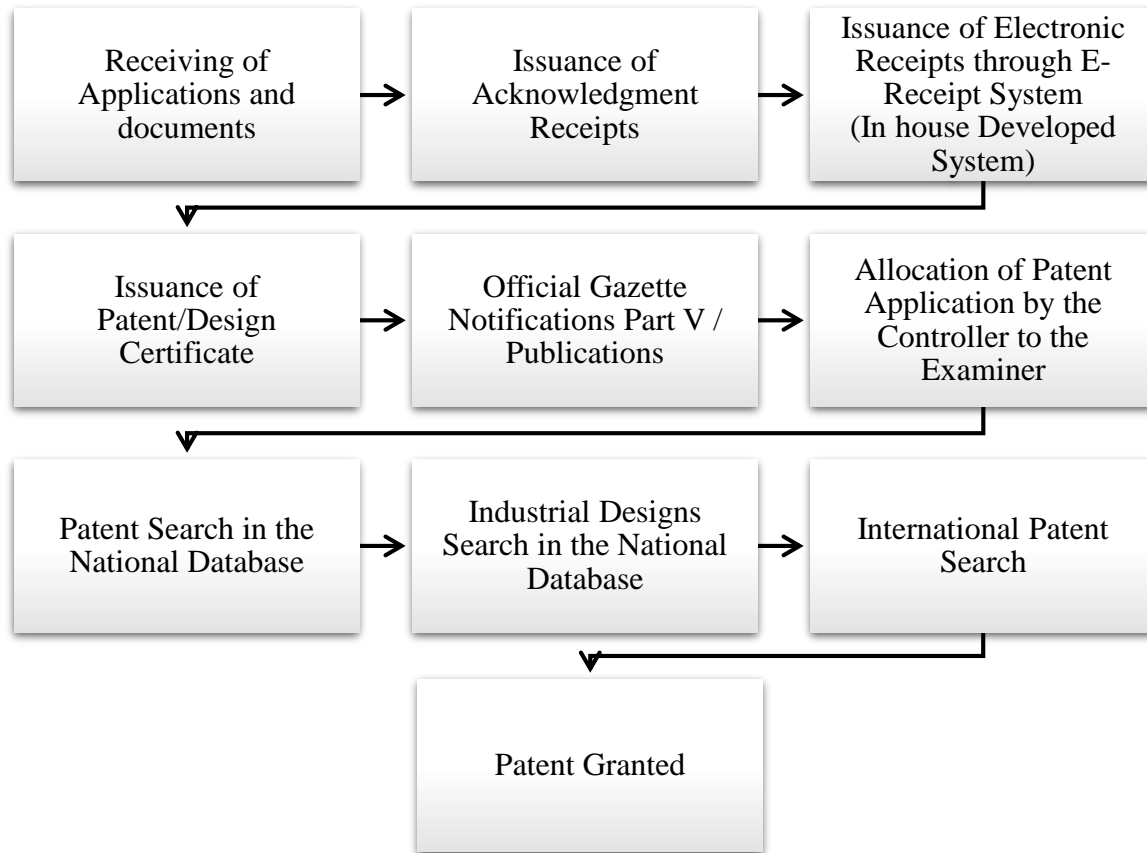 Receiving of
Applications and
documents
Issuance of
Acknowledgment
Receipts
Issuance of Electronic
Receipts through E-
Receipt System
(In house Developed
System)
Issuance of
Patent/Design
Certificate
Official Gazette
Notifications Part V /
Publications
Allocation of Patent
Application by the
Controller to the
Examiner
Patent Search in the
National Database
Industrial Designs
Search in the National
Database
International Patent
Search
Patent Granted